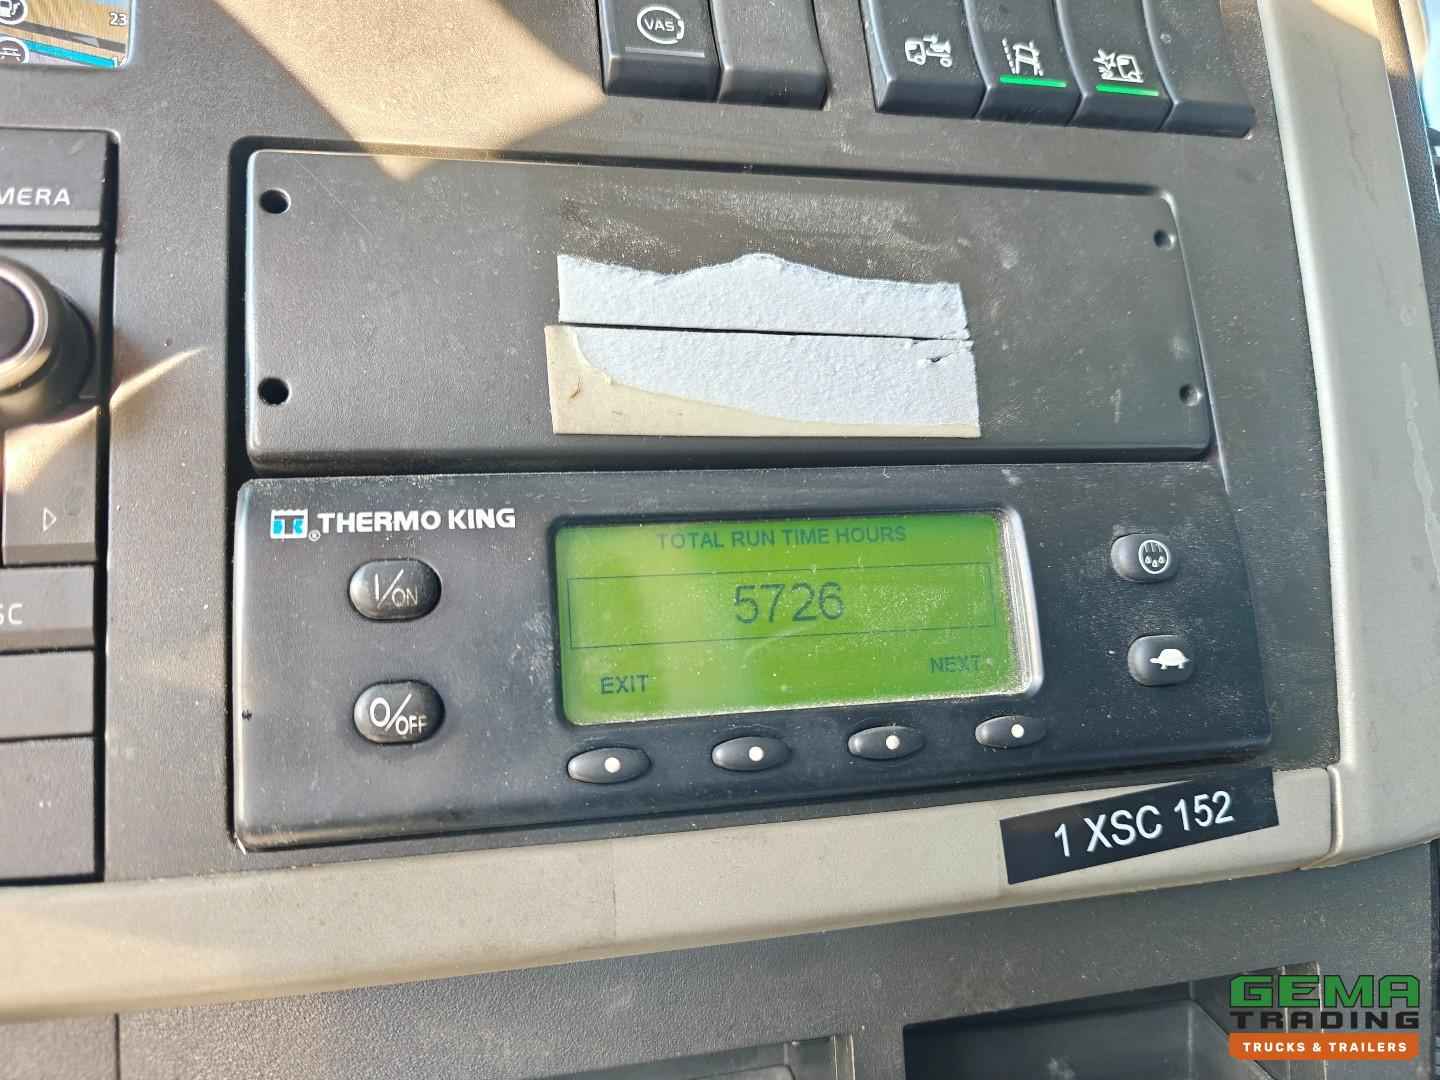 23
VAS
MERA
THERMO KING
®
TOTAL RUN TIME HOURS
5726
EXIT
NEXT
I/ON
O/OFF
SC
1 XSC 152
GEMA
TRADING
TRUCKS & TRAILERS